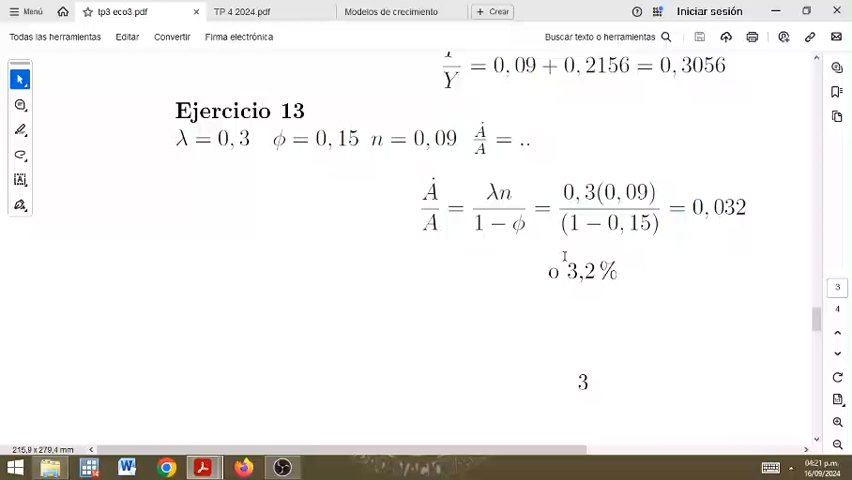 tp3 eco3.pdf
TP 4 2024.pdf
Modelos de crecimiento
Crear
Iniciar sesión
Menú
Todas las herramientas
Editar
Convertir
Firma electrónica
Buscar texto o herramientas
Ẏ/Y = 0, 09 + 0, 2156 = 0, 3056
Ejercicio 13
λ = 0, 3 ϕ = 0, 15 n = 0, 09 Ȧ/A = ..
Ȧ/A = λn/(1 − ϕ) = 0, 3(0, 09)/(1 − 0, 15) = 0, 032
o 3,2 %
3
3
4
215,9 x 279,4 mm
04:21 p.m.
16/09/2024